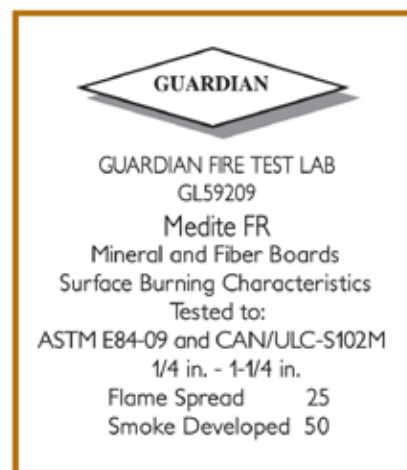 GUARDIAN
GUARDIAN FIRE TEST LAB
GL59209
Medite FR
Mineral and Fiber Boards
Surface Burning Characteristics
Tested to:
ASTM E84-09 and CAN/ULC-S102M
1/4 in. - 1-1/4 in.
Flame Spread 25
Smoke Developed 50